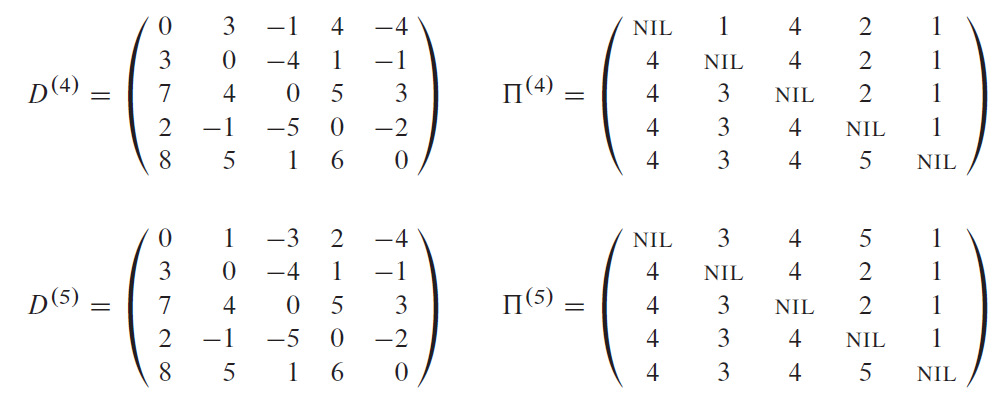 0 3 −1 4 −4 NIL 1 4 2 1
3 0 −4 1 −1 4 NIL 4 2 1
D(4) = 7 4 0 5 3 Π(4) = 4 3 NIL 2 1
2 −1 −5 0 −2 4 3 4 NIL 1
8 5 1 6 0 4 3 4 5 NIL
0 1 −3 2 −4 NIL 3 4 5 1
3 0 −4 1 −1 4 NIL 4 2 1
D(5) = 7 4 0 5 3 Π(5) = 4 3 NIL 2 1
2 −1 −5 0 −2 4 3 4 NIL 1
8 5 1 6 0 4 3 4 5 NIL